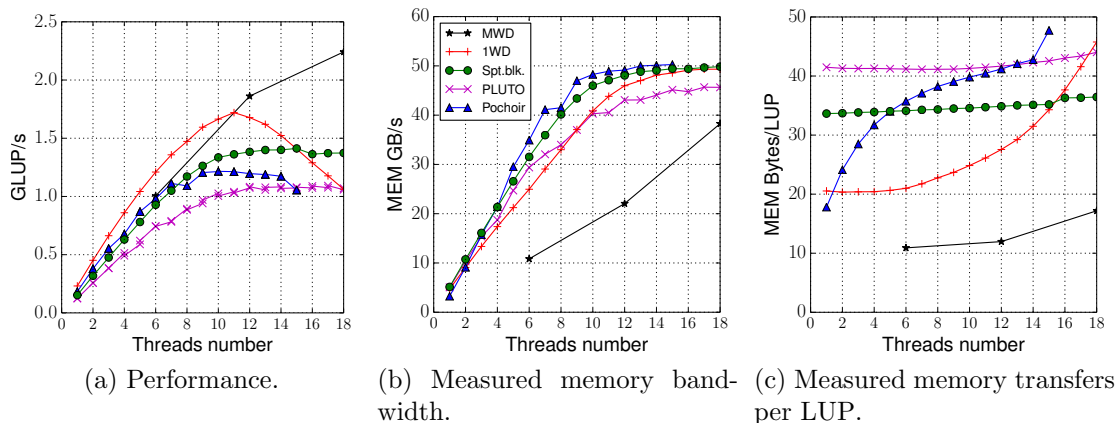 2.5
2.0
1.5
1.0
0.5
0.0
GLUP/s
0 2 4 6 8 10 12 14 16 18
Threads number
(a) Performance.
60
50
40
30
20
10
0
MEM GB/s
MWD
1WD
Spt.blk.
PLUTO
Pochoir
0 2 4 6 8 10 12 14 16 18
Threads number
(b) Measured memory band-
width.
50
40
30
20
10
0
MEM Bytes/LUP
0 2 4 6 8 10 12 14 16 18
Threads number
(c) Measured memory transfers
per LUP.